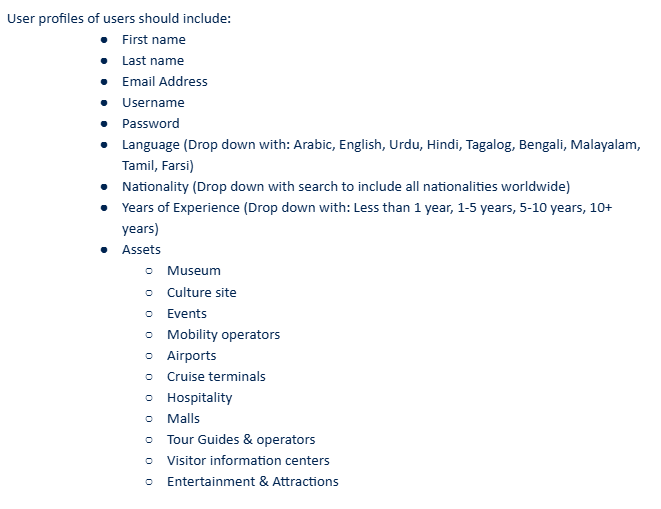 User profiles of users should include:
● First name
● Last name
● Email Address
● Username
● Password
● Language (Drop down with: Arabic, English, Urdu, Hindi, Tagalog, Bengali, Malayalam,
Tamil, Farsi)
● Nationality (Drop down with search to include all nationalities worldwide)
● Years of Experience (Drop down with: Less than 1 year, 1-5 years, 5-10 years, 10+
years)
● Assets
○ Museum
○ Culture site
○ Events
○ Mobility operators
○ Airports
○ Cruise terminals
○ Hospitality
○ Malls
○ Tour Guides & operators
○ Visitor information centers
○ Entertainment & Attractions